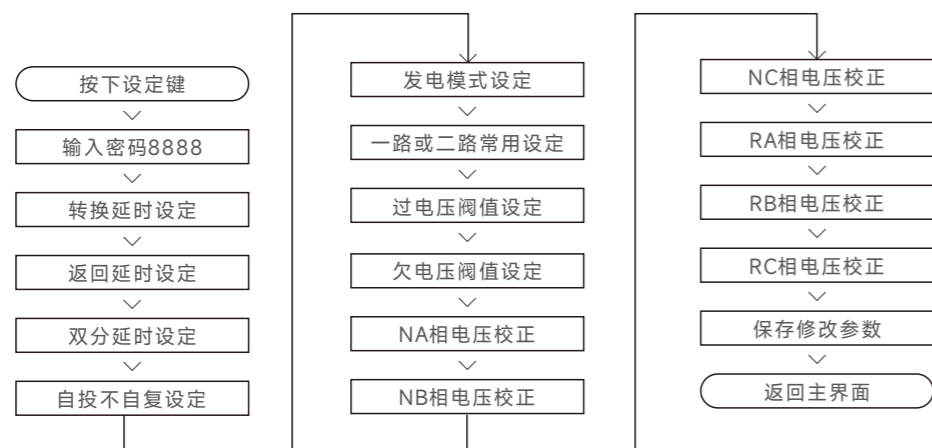 按下设定键
输入密码8888
转换延时设定
返回延时设定
双分延时设定
自投不自复设定
发电模式设定
一路或二路常用设定
过电压阀值设定
欠电压阀值设定
NA相电压校正
NB相电压校正
NC相电压校正
RA相电压校正
RB相电压校正
RC相电压校正
保存修改参数
返回主界面